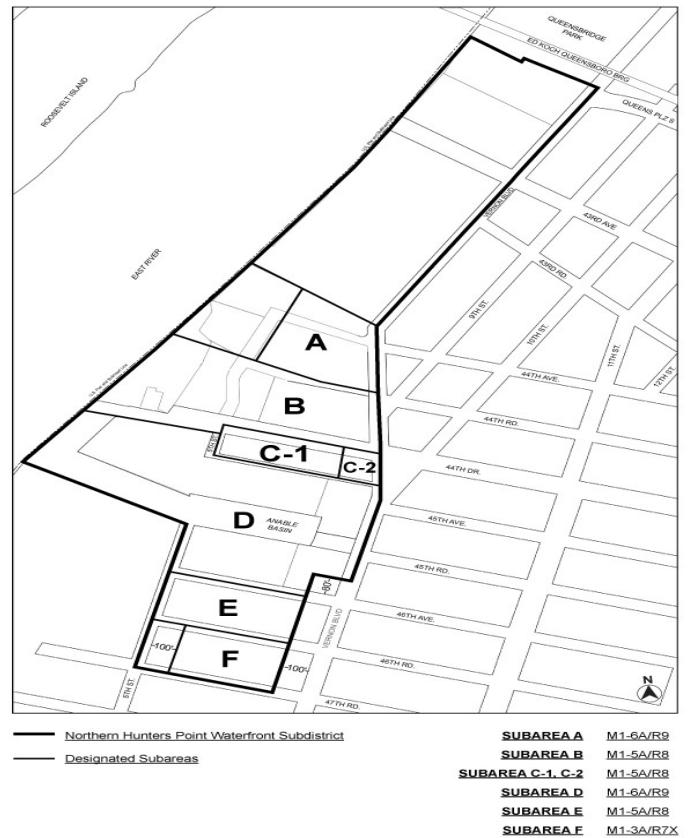 QUEENSBRIDGE
PARK
ED KOCH QUEENSBORO BRG
QUEENS PLZ S
ROOSEVELT ISLAND
VERNON BLVD
43RD AVE
EAST RIVER
43RD RD.
9TH ST.
10TH ST.
11TH ST.
12TH ST.
A
44TH AVE.
B
44TH RD.
5TH ST.
C-1
C-2
44TH DR.
D
ANABLE
BASIN
45TH AVE.
45TH RD.
80'
E
VERNON BLVD
46TH AVE.
100'
F
100'
46TH RD.
5TH ST.
47TH RD.
N
Northern Hunters Point Waterfront Subdistrict
Designated Subareas
SUBAREA A M1-6A/R9
SUBAREA B M1-5A/R8
SUBAREA C-1, C-2 M1-5A/R8
SUBAREA D M1-6A/R9
SUBAREA E M1-5A/R8
SUBAREA F M1-3A/R7X